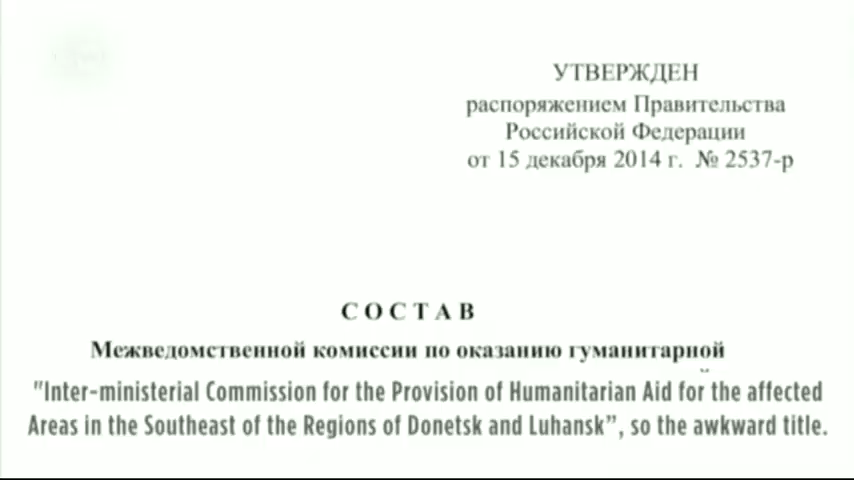 УТВЕРЖДЕН
распоряжением Правительства
Российской Федерации
от 15 декабря 2014 г. № 2537-р
СОСТАВ
Межведомственной комиссии по оказанию гуманитарной
"Inter-ministerial Commission for the Provision of Humanitarian Aid for the affected
Areas in the Southeast of the Regions of Donetsk and Luhansk”, so the awkward title.